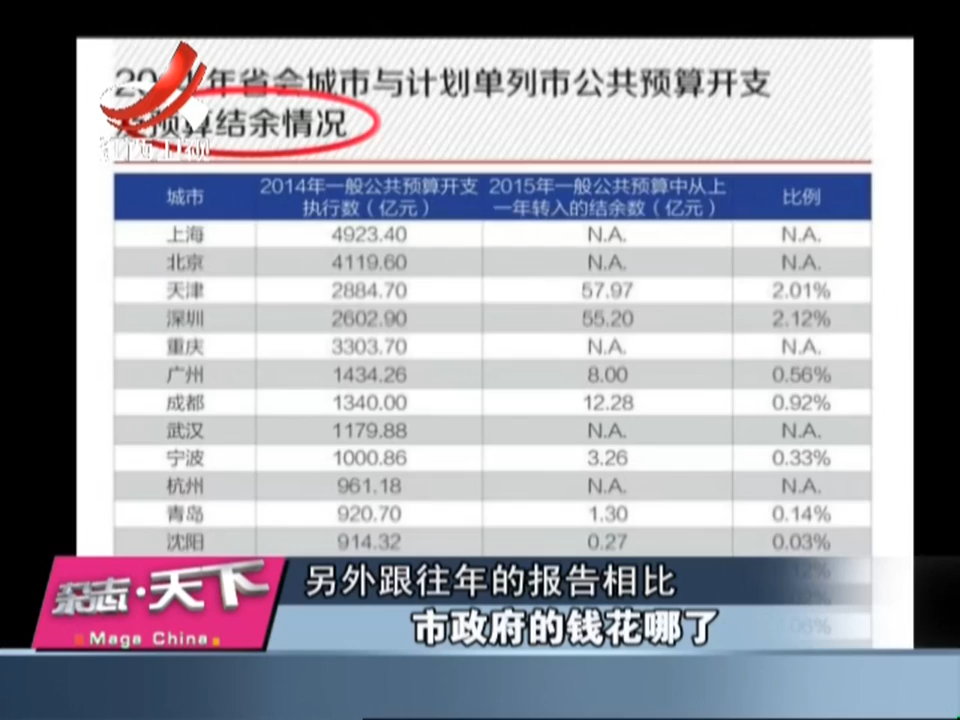 年省会城市与计划单列市公共预算开支
预算结余情况
江西卫视
城市 2014年一般公共预算开支执行数（亿元） 2015年一般公共预算中从上一年转入的结余数（亿元） 比例
上海 4923.40 N.A. N.A.
北京 4119.60 N.A. N.A.
天津 2884.70 57.97 2.01%
深圳 2602.90 55.20 2.12%
重庆 3303.70 N.A. N.A.
广州 1434.26 8.00 0.56%
成都 1340.00 12.28 0.92%
武汉 1179.88 N.A. N.A.
宁波 1000.86 3.26 0.33%
杭州 961.18 N.A. N.A.
青岛 920.70 1.30 0.14%
沈阳 914.32 0.27 0.03%
杂志·天下
Maga China
另外跟往年的报告相比
市政府的钱花哪了